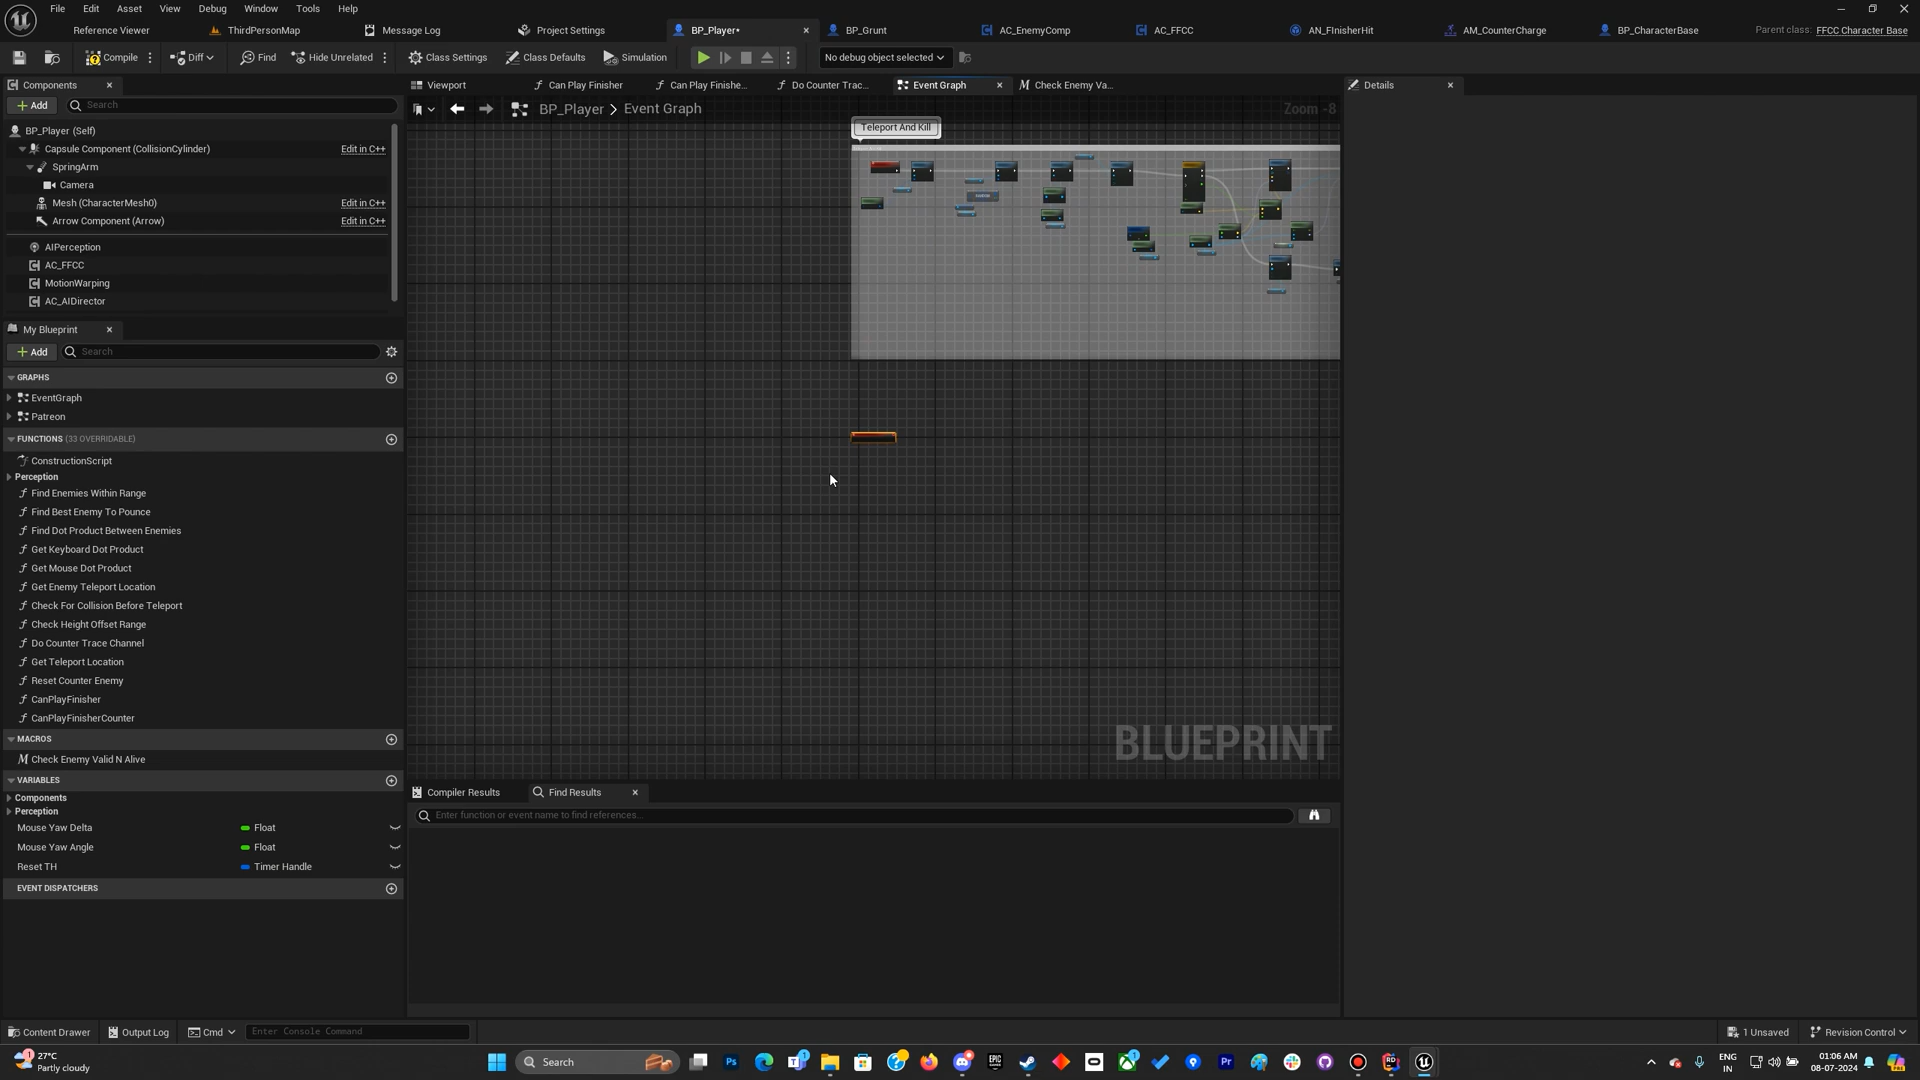 File Edit Asset View Window Tools Help
Reference Viewer ThirdPersonMap Message Log Project Settings BP_Player* BP_Grunt AC_EnemyComp AC_FFCC AN_FInisherHit AM_CounterCharge BP_CharacterBase Parent class: FFCC Character Base
Compile Diff Find Hide Unrelated Class Settings Class Defaults Simulation No debug object selected
Components
Add Search
BP_Player (Self)
Capsule Component (CollisionCylinder) Edit in C++
SpringArm
Camera
Mesh (CharacterMesh0) Edit in C++
Arrow Component (Arrow) Edit in C++
AIPerception
AC_FFCC
MotionWarping
AC_AIDirector
My Blueprint
Add Search
GRAPHS
EventGraph
Patreon
FUNCTIONS (33 OVERRIDABLE)
ConstructionScript
Perception
Find Enemies Within Range
Find Best Enemy To Pounce
Find Dot Product Between Enemies
Get Keyboard Dot Product
Get Mouse Dot Product
Get Enemy Teleport Location
Check For Collision Before Teleport
Check Height Offset Range
Do Counter Trace Channel
Get Teleport Location
Reset Counter Enemy
CanPlayFinisher
CanPlayFinisherCounter
MACROS
Check Enemy Valid N Alive
VARIABLES
Components
Perception
Mouse Yaw Delta Float
Mouse Yaw Angle Float
Reset TH Timer Handle
EVENT DISPATCHERS
Viewport Can Play Finisher Can Play Finishe... Do Counter Trac... Event Graph Check Enemy Va...
BP_Player > Event Graph Zoom -8
Teleport And Kill
BLUEPRINT
Compiler Results Find Results
Enter function or event name to find references...
Details
Content Drawer Output Log Cmd Enter Console Command 1 Unsaved Revision Control
27°C
Partly cloudy
Search
ENG
IN
01:06 AM
08-07-2024